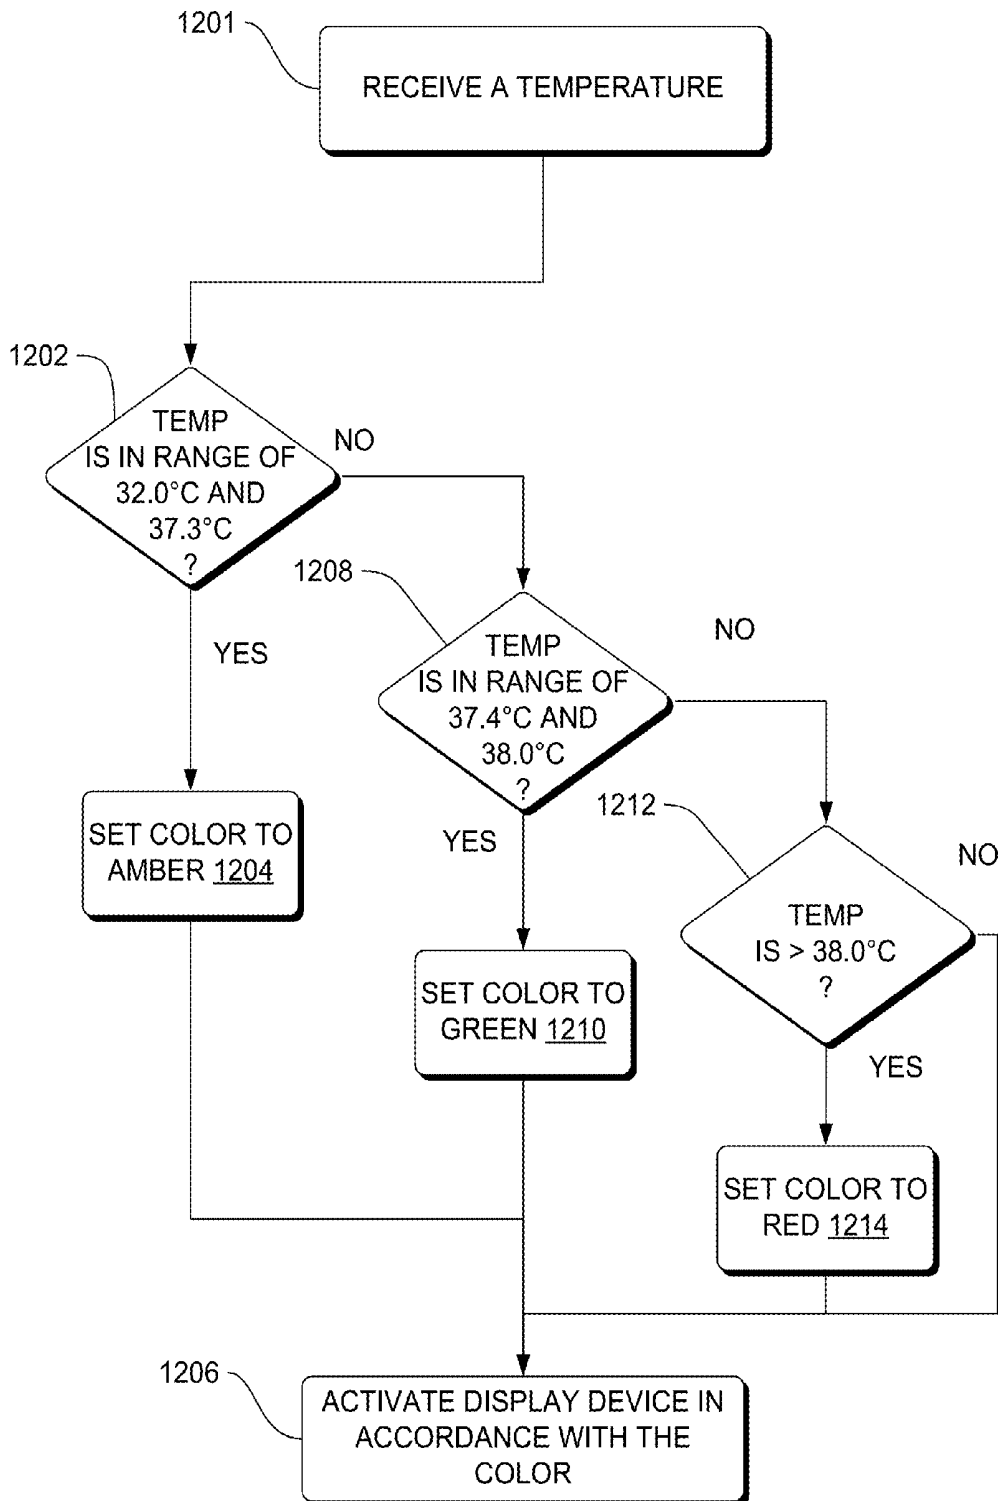 1201
RECEIVE A TEMPERATURE
1202
TEMP
IS IN RANGE OF
32.0°C AND
37.3°C
?
NO
YES
1208
TEMP
IS IN RANGE OF
37.4°C AND
38.0°C
?
NO
YES
SET COLOR TO
AMBER 1204
1212
TEMP
IS > 38.0°C
?
NO
YES
SET COLOR TO
GREEN 1210
SET COLOR TO
RED 1214
1206
ACTIVATE DISPLAY DEVICE IN
ACCORDANCE WITH THE
COLOR